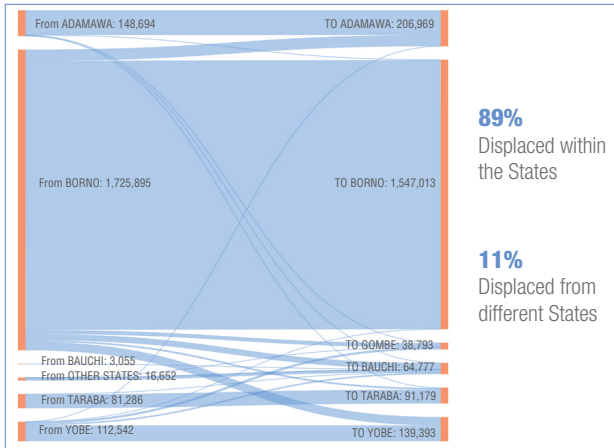 From ADAMAWA: 148,694
TO ADAMAWA: 206,969
From BORNO: 1,725,895
TO BORNO: 1,547,013
TO GOMBE: 38,793
From BAUCHI: 3,055
TO BAUCHI: 64,777
From OTHER STATES: 16,652
TO TARABA: 91,179
From TARABA: 81,286
From YOBE: 112,542
TO YOBE: 139,393
89%
Displaced within
the States
11%
Displaced from
different States